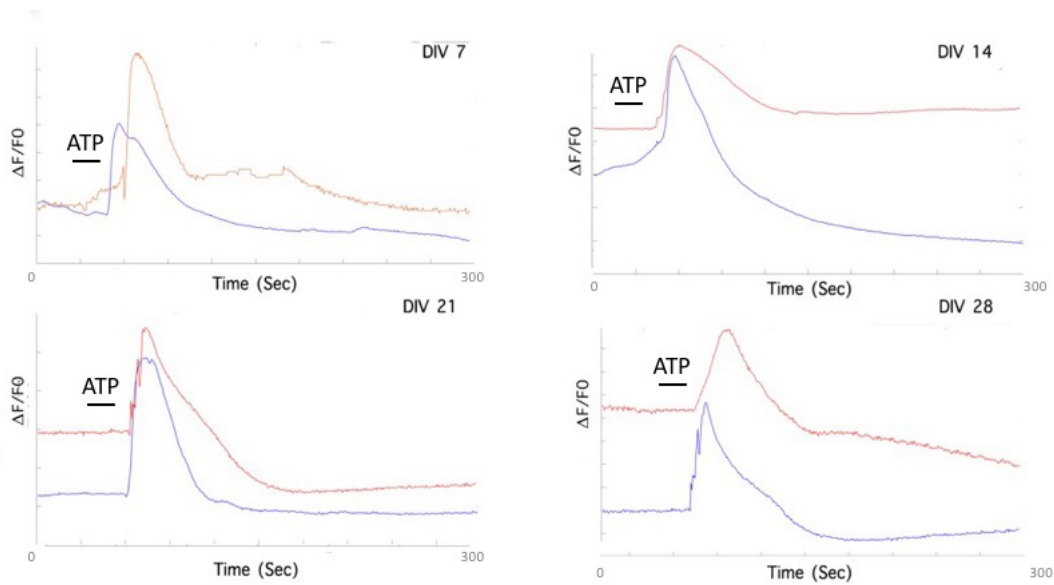 DIV 7
ATP
ΔF/F0
0
300
Time (Sec)
DIV 14
ATP
ΔF/F0
0
300
Time (Sec)
DIV 21
ATP
ΔF/F0
0
300
Time (Sec)
DIV 28
ATP
ΔF/F0
0
300
Time (Sec)